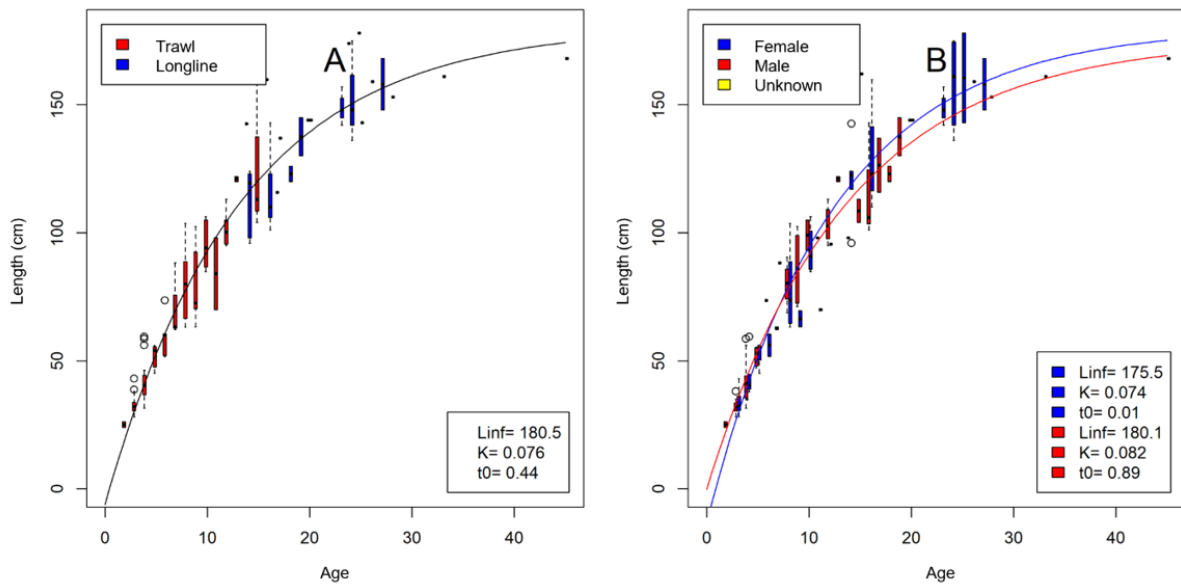 Trawl
Longline
A
Length (cm)
150
100
50
0
Linf= 180.5
K= 0.076
t0= 0.44
0 10 20 30 40
Age
Female
Male
Unknown
B
Length (cm)
150
100
50
0
Linf= 175.5
K= 0.074
t0= 0.01
Linf= 180.1
K= 0.082
t0= 0.89
0 10 20 30 40
Age